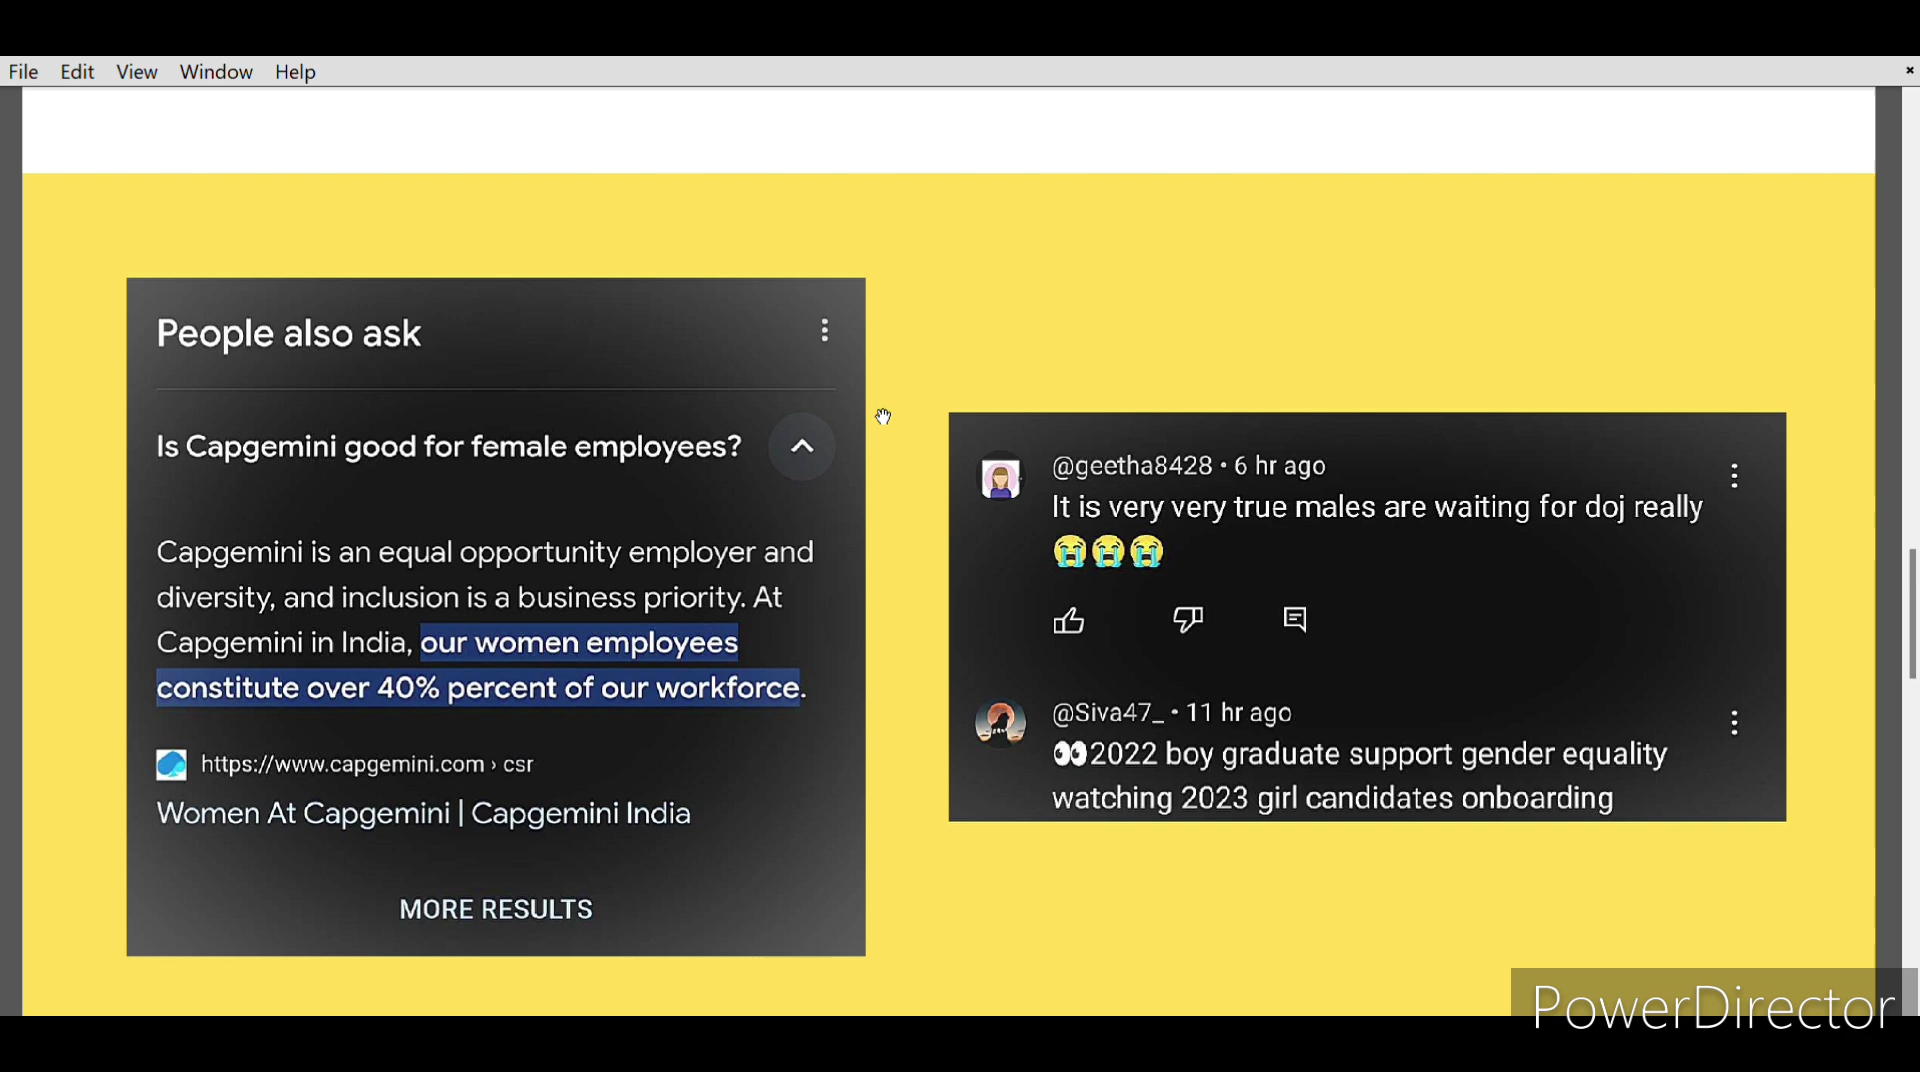 File Edit View Window Help
People also ask
Is Capgemini good for female employees?
Capgemini is an equal opportunity employer and
diversity, and inclusion is a business priority. At
Capgemini in India, our women employees
constitute over 40% percent of our workforce.
https://www.capgemini.com › csr
Women At Capgemini | Capgemini India
MORE RESULTS
@geetha8428 • 6 hr ago
It is very very true males are waiting for doj really
😭😭😭
@Siva47_ • 11 hr ago
👀2022 boy graduate support gender equality
watching 2023 girl candidates onboarding
PowerDirector